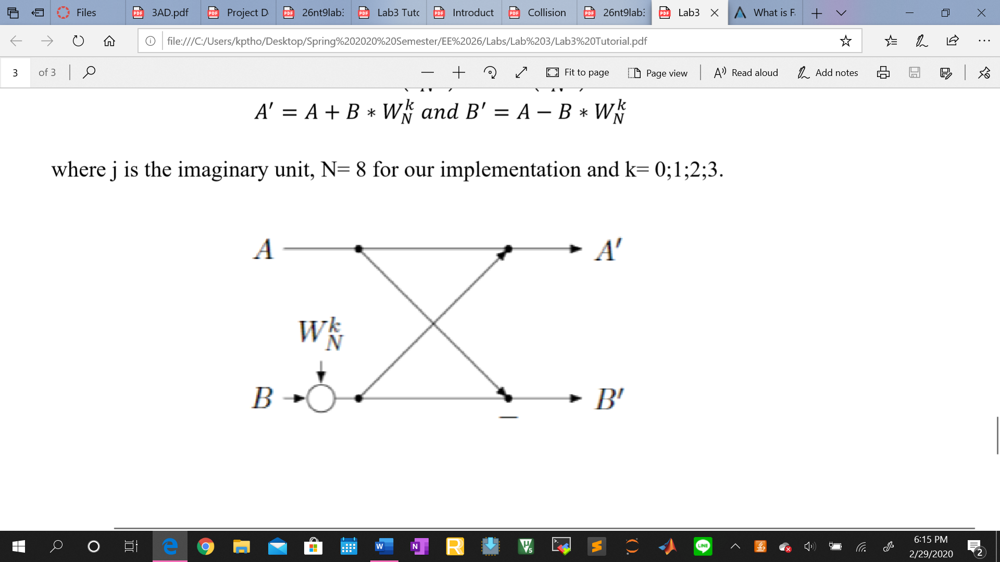 Files
3AD.pdf
Project D
26nt9lab
Lab3 Tuto
Introduct
Collision
26nt9lab
Lab3
What is F
file:///C:/Users/kptho/Desktop/Spring%202020%20Semester/EE%2026/Labs/Lab%203/Lab3%20Tutorial.pdf
3 of 3
Fit to page
Page view
Read aloud
Add notes
A′ = A + B ∗ W_N^k and B′ = A − B ∗ W_N^k
where j is the imaginary unit, N= 8 for our implementation and k= 0;1;2;3.
A
A′
W_N^k
B
B′
−
6:15 PM
2/29/2020
2